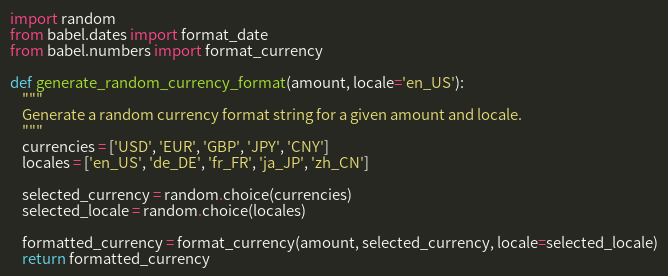 import random
from babel.dates import format_date
from babel.numbers import format_currency

def generate_random_currency_format(amount, locale='en_US'):
    """
    Generate a random currency format string for a given amount and locale.
    """
    currencies = ['USD', 'EUR', 'GBP', 'JPY', 'CNY']
    locales = ['en_US', 'de_DE', 'fr_FR', 'ja_JP', 'zh_CN']

    selected_currency = random.choice(currencies)
    selected_locale = random.choice(locales)

    formatted_currency = format_currency(amount, selected_currency, locale=selected_locale)
    return formatted_currency